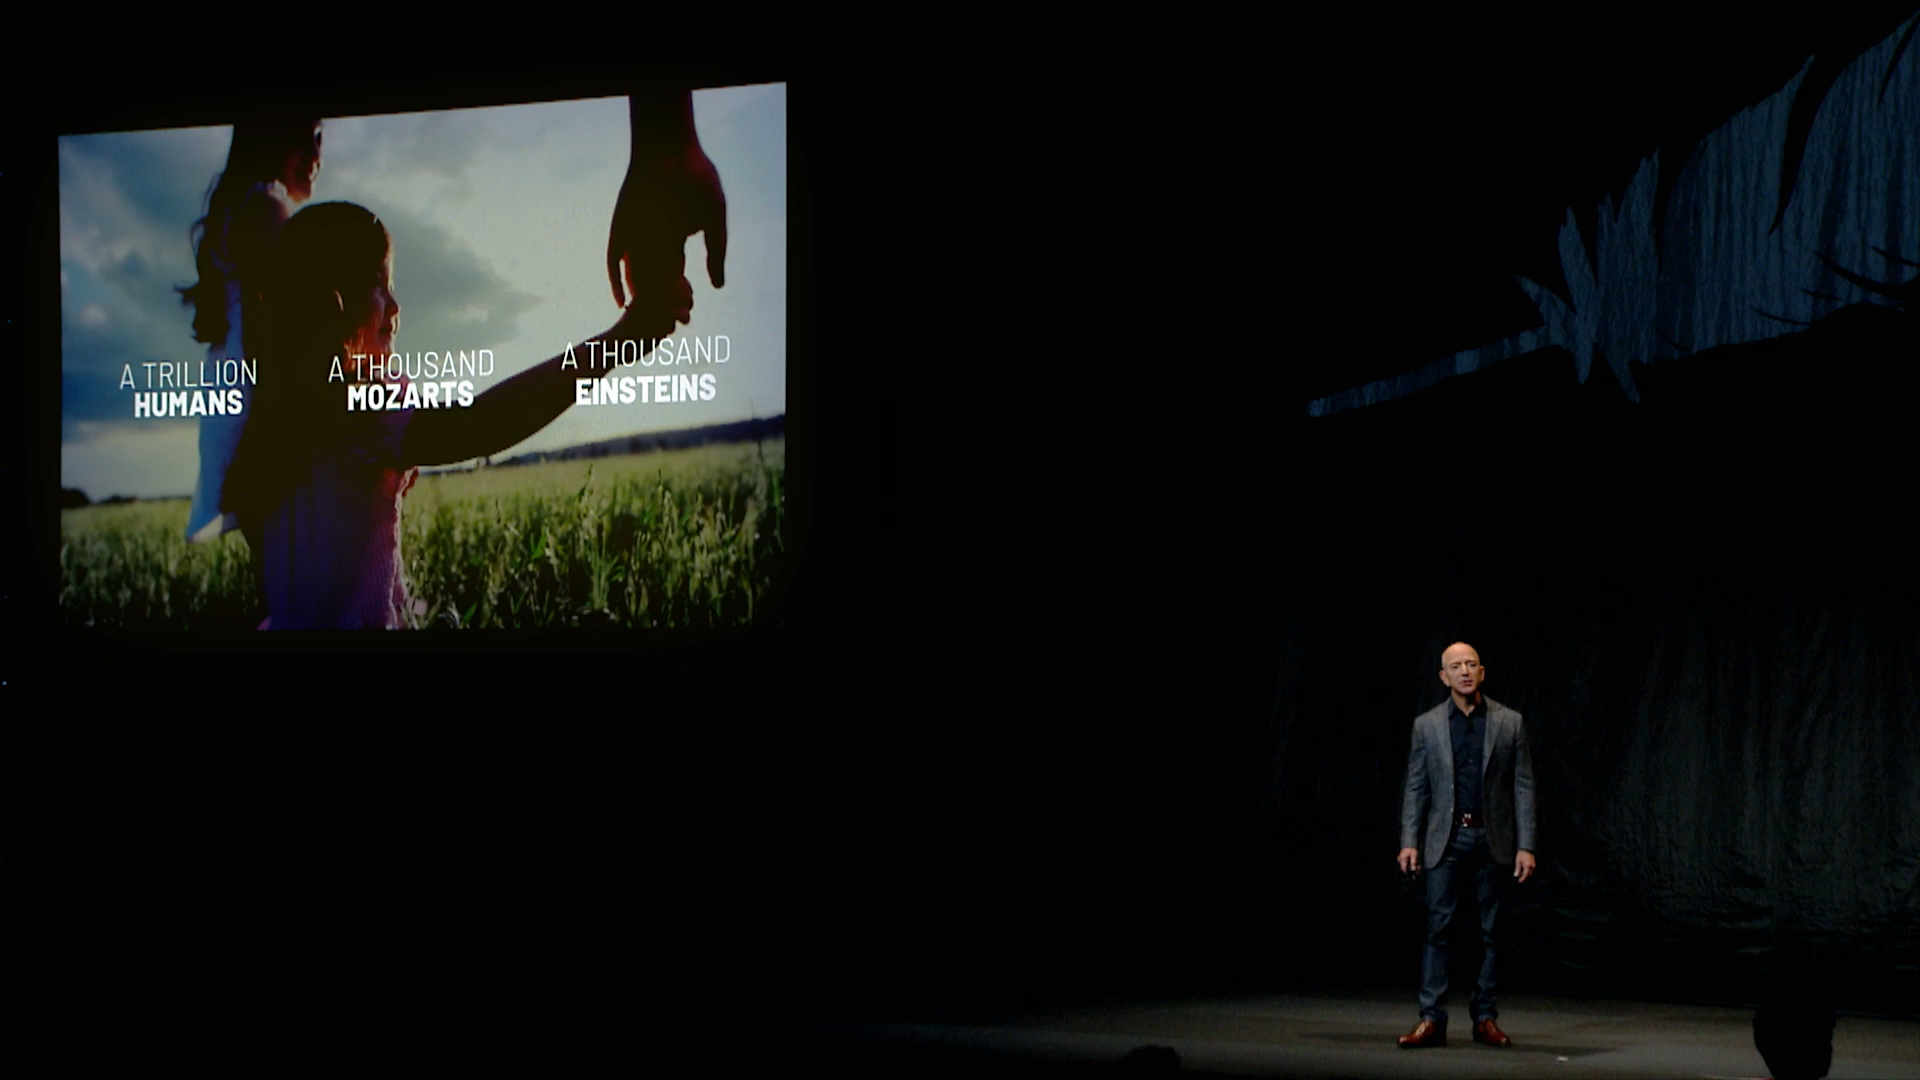 A TRILLION
HUMANS
A THOUSAND
MOZARTS
A THOUSAND
EINSTEINS